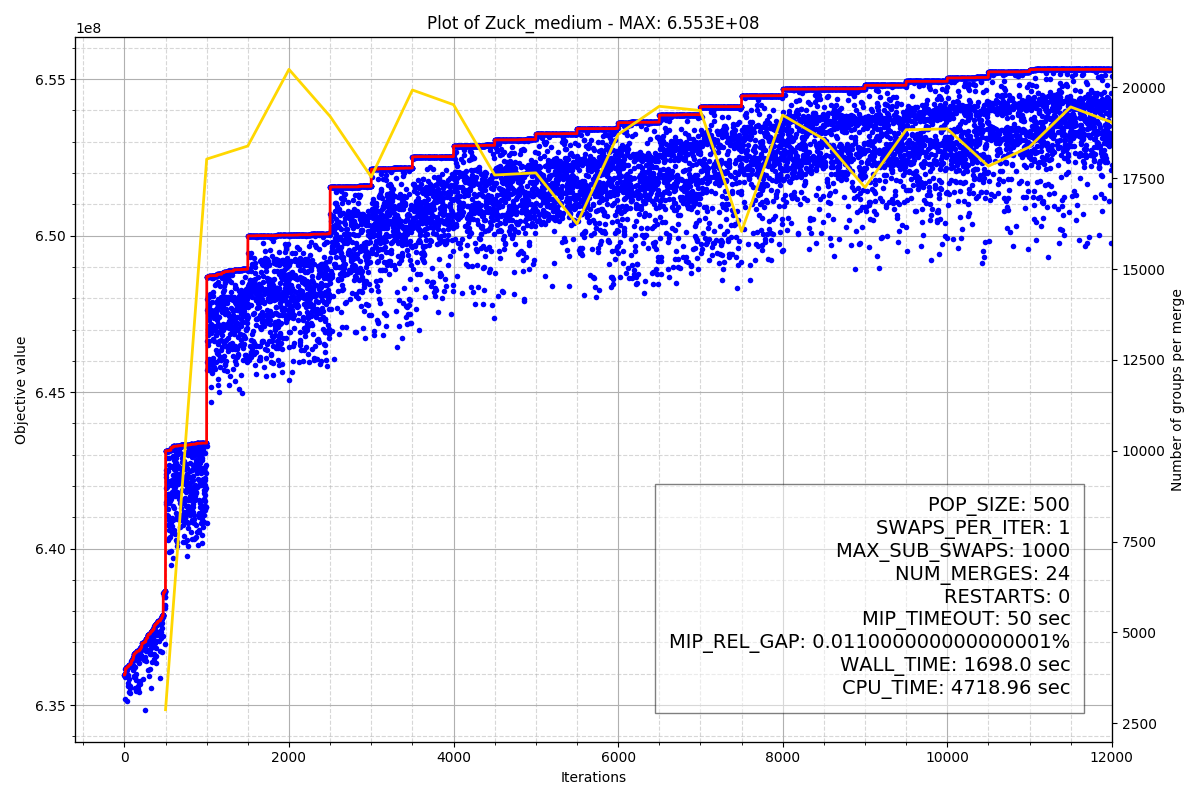 Plot of Zuck_medium - MAX: 6.553E+08
1e8
6.55
6.50
6.45
6.40
6.35
Objective value
20000
17500
15000
12500
10000
7500
5000
2500
Number of groups per merge
POP_SIZE: 500
SWAPS_PER_ITER: 1
MAX_SUB_SWAPS: 1000
NUM_MERGES: 24
RESTARTS: 0
MIP_TIMEOUT: 50 sec
MIP_REL_GAP: 0.011000000000000001%
WALL_TIME: 1698.0 sec
CPU_TIME: 4718.96 sec
0 2000 4000 6000 8000 10000 12000
Iterations